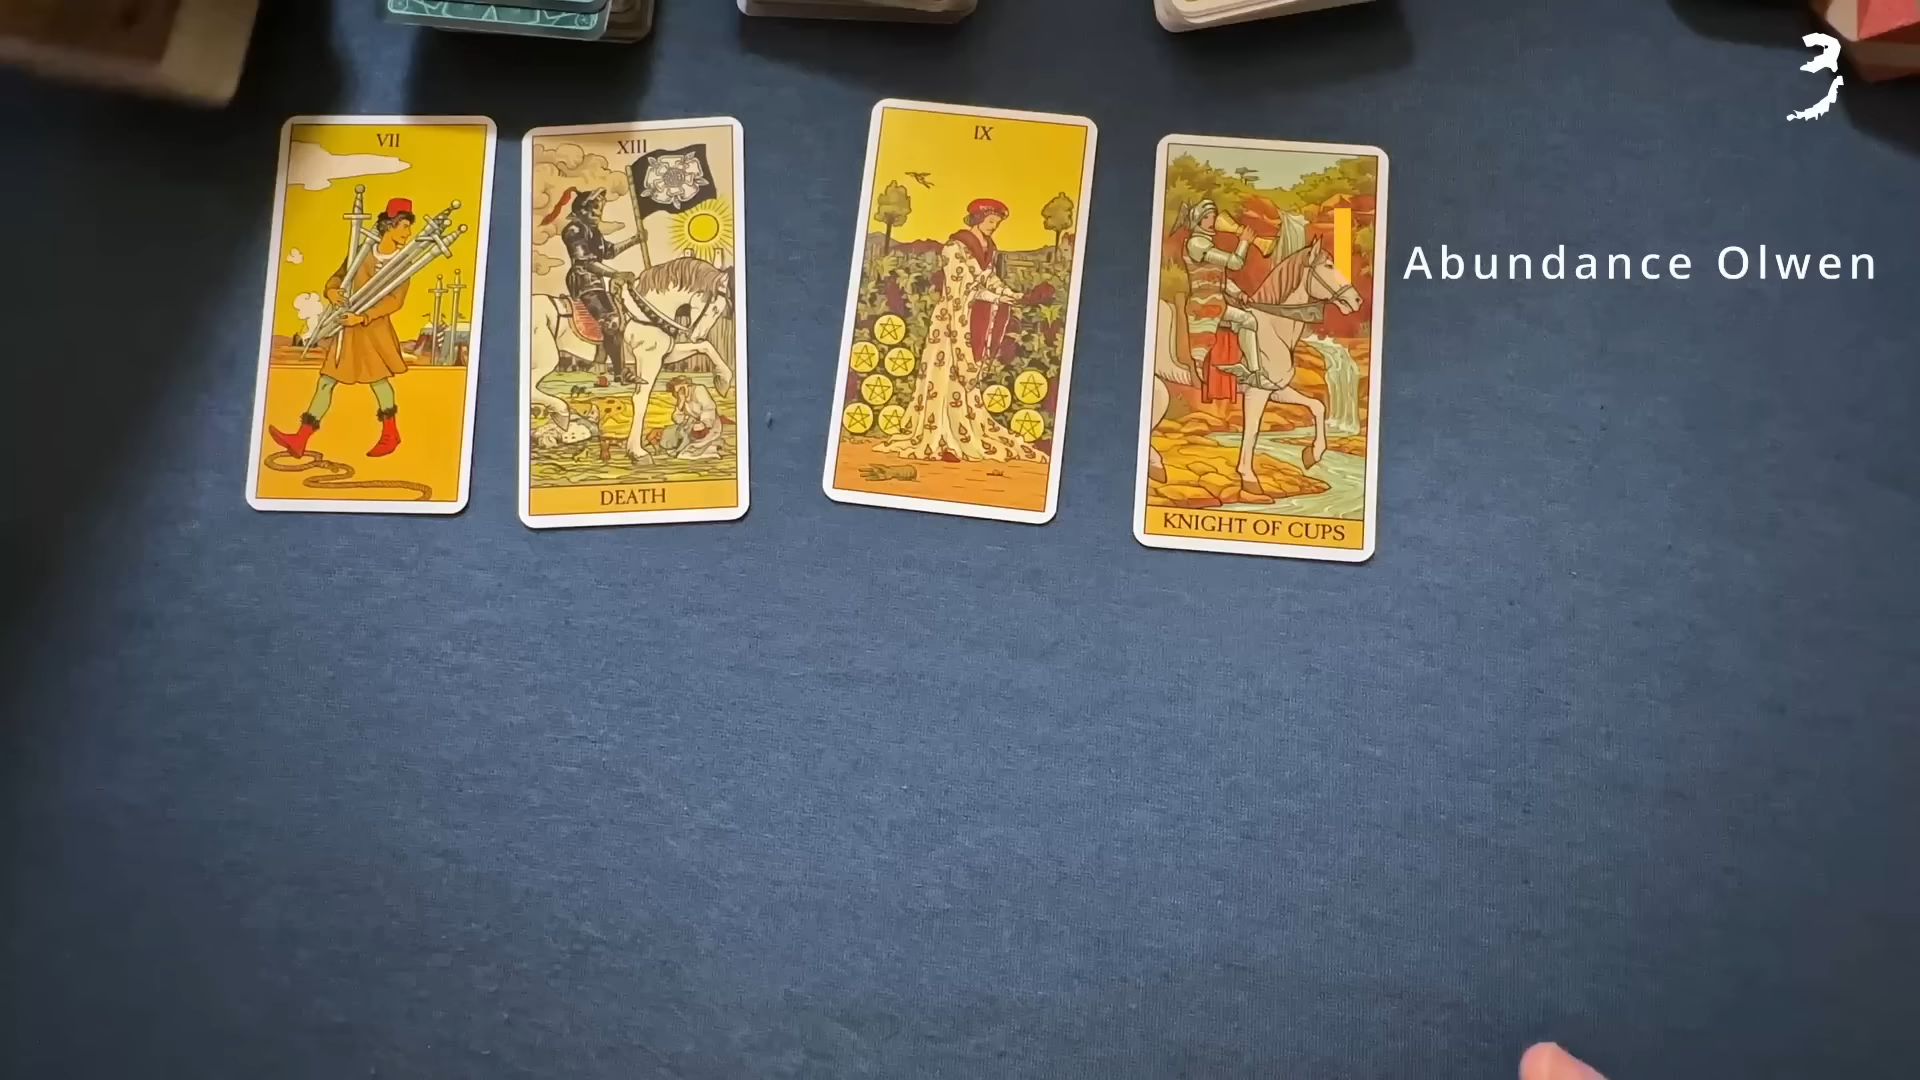 VII
XIII
IX
DEATH
KNIGHT OF CUPS
Abundance Olwen